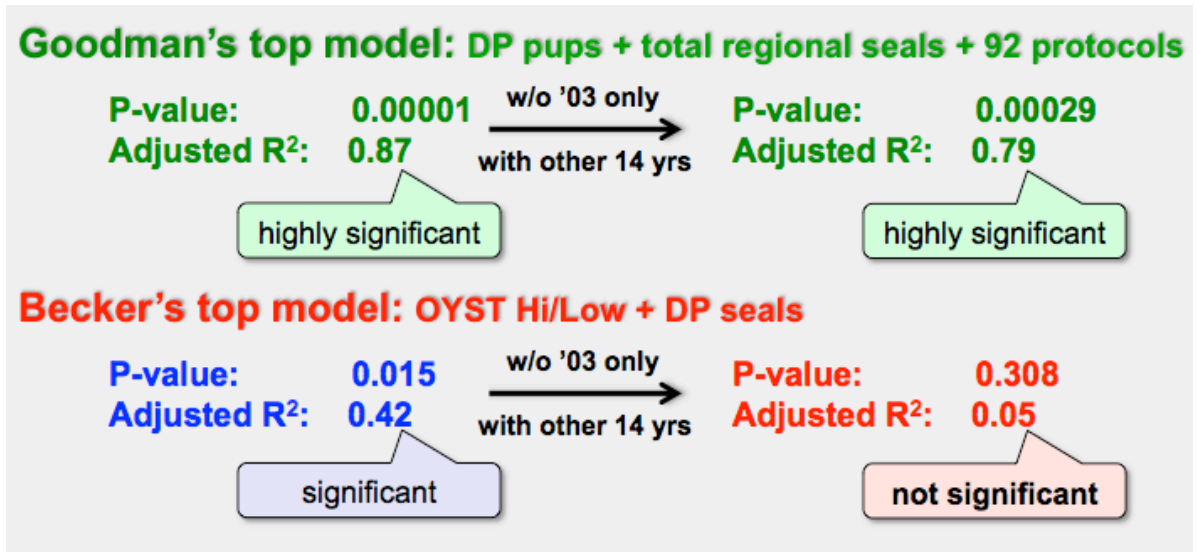 Goodman’s top model: DP pups + total regional seals + 92 protocols
P-value: 0.00001 w/o ’03 only P-value: 0.00029
Adjusted R²: 0.87 with other 14 yrs Adjusted R²: 0.79
highly significant highly significant
Becker’s top model: OYST Hi/Low + DP seals
P-value: 0.015 w/o ’03 only P-value: 0.308
Adjusted R²: 0.42 with other 14 yrs Adjusted R²: 0.05
significant not significant